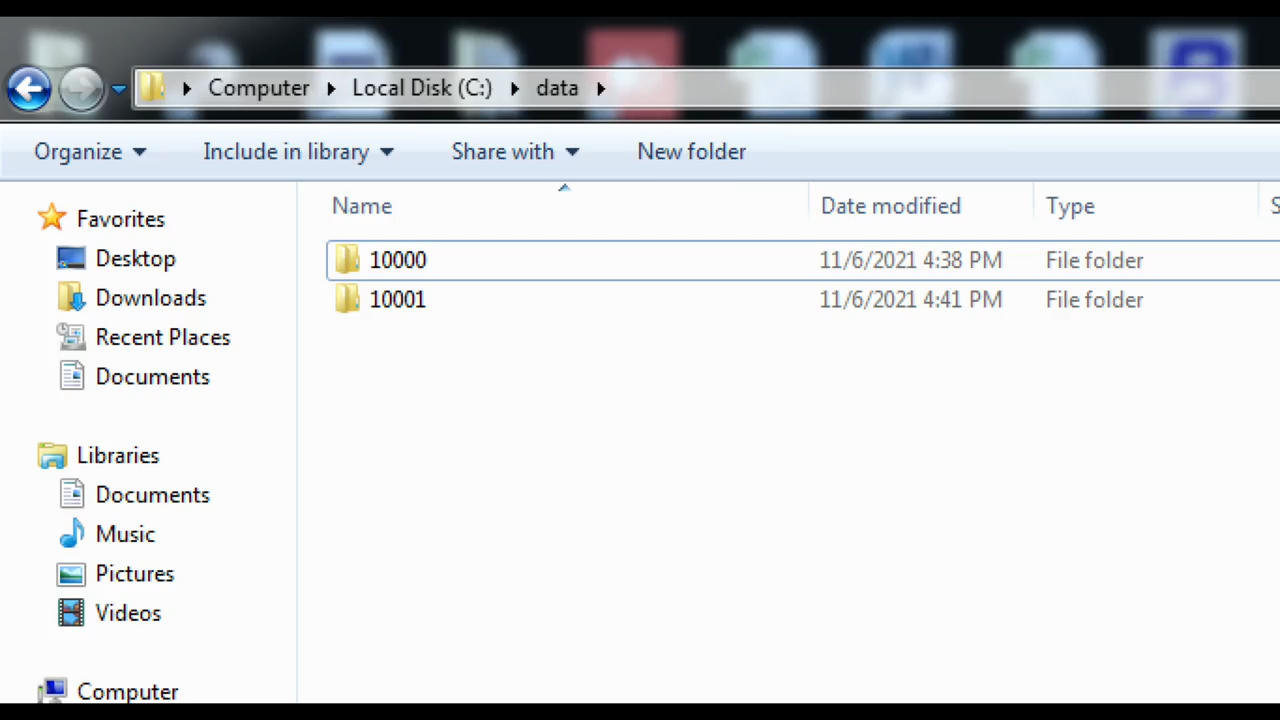 Computer Local Disk (C:) data
Organize Include in library Share with New folder
Name Date modified Type S
Favorites
10000 11/6/2021 4:38 PM File folder
Desktop
10001 11/6/2021 4:41 PM File folder
Downloads
Recent Places
Documents
Libraries
Documents
Music
Pictures
Videos
Computer